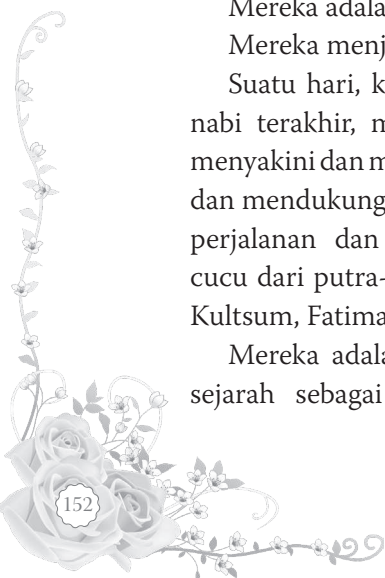 Mereka adala
Mereka menj
Suatu hari, k
nabi terakhir, m
menyakini dan m
dan mendukung
perjalanan dan
cucu dari putra-
Kultsum, Fatima
Mereka adala
sejarah sebagai
152